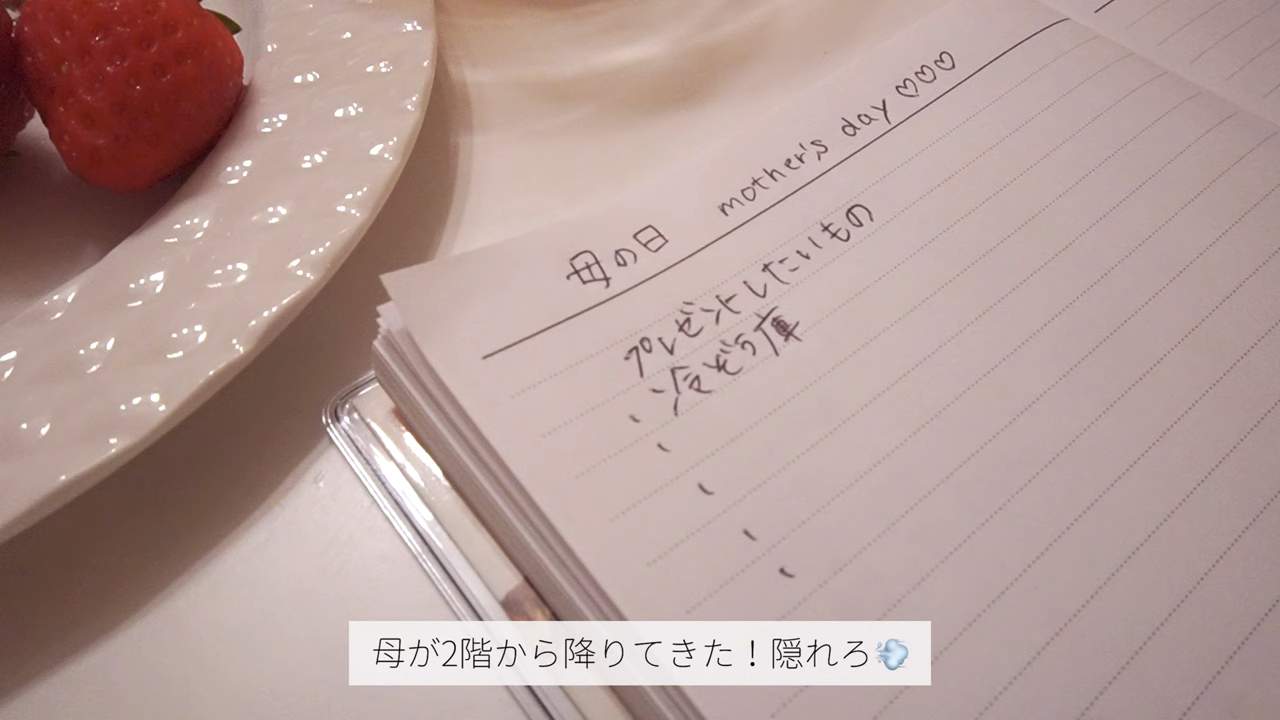 母の日 mother's day ♡♡♡
プレゼントしたいもの
・冷ぞう庫
・
・
・
・
母が2階から降りてきた！隠れろ💨